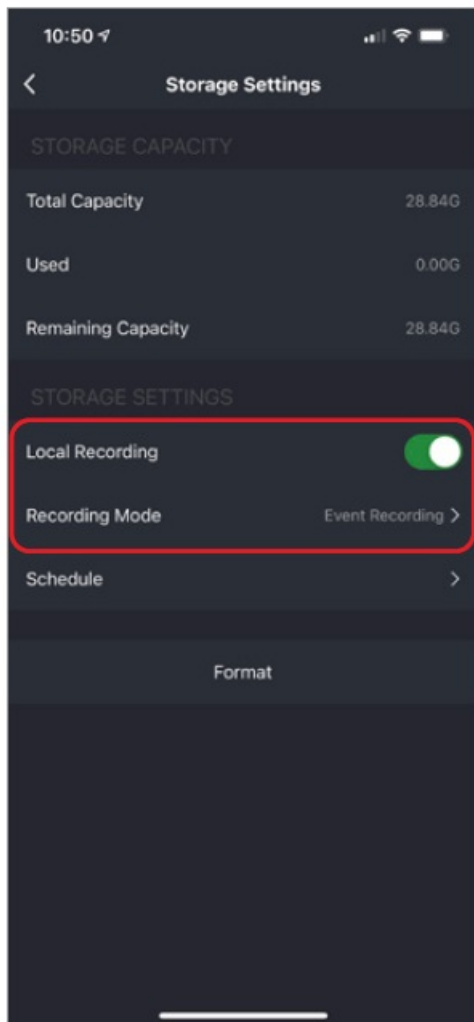 10:50
Storage Settings
STORAGE CAPACITY
Total Capacity 28.84G
Used 0.00G
Remaining Capacity 28.84G
STORAGE SETTINGS
Local Recording
Recording Mode Event Recording
Schedule
Format